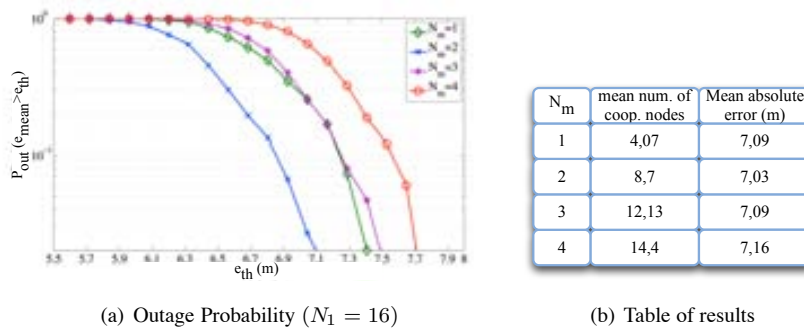 10⁰
10⁻¹
P_out (e_mean>e_th)
N_m=1
N_m=2
N_m=3
N_m=4
5.5 5.7 5.9 6.1 6.3 6.5 6.7 6.9 7.1 7.3 7.5 7.7 7.9 8
e_th (m)
(a) Outage Probability (N₁ = 16)
N_m mean num. of coop. nodes Mean absolute error (m)
1 4,07 7,09
2 8,7 7,03
3 12,13 7,09
4 14,4 7,16
(b) Table of results